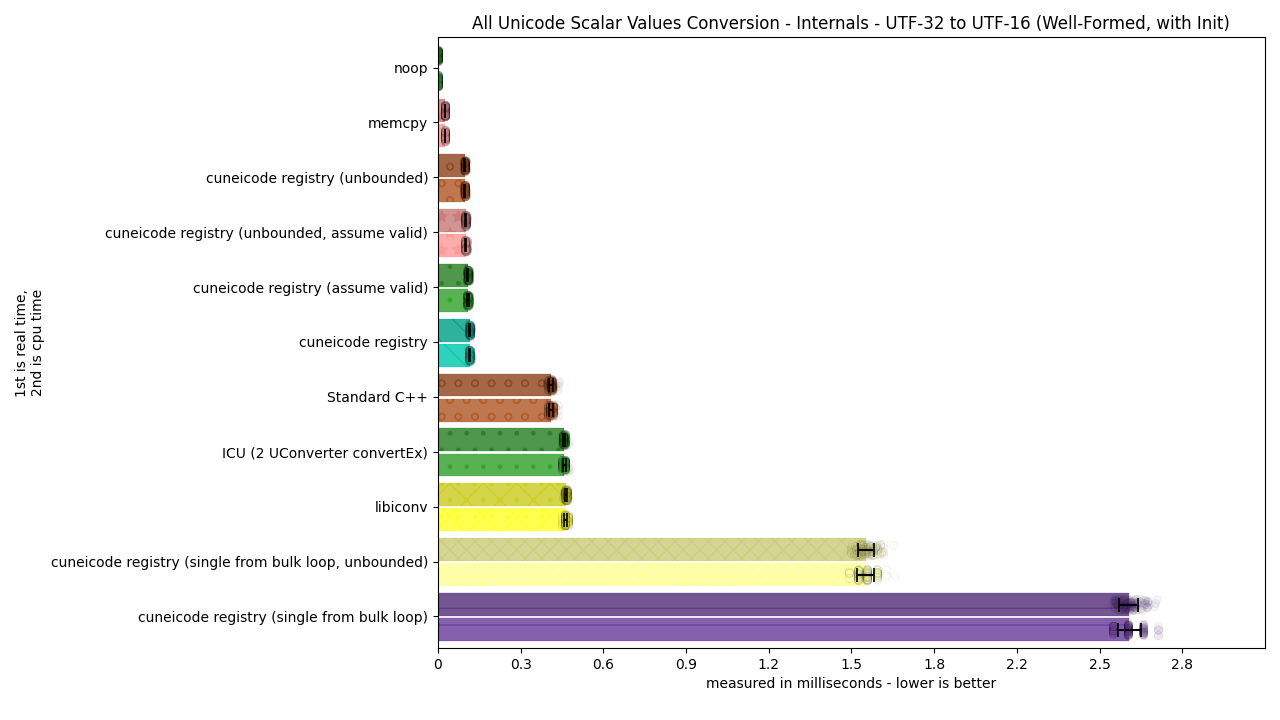 All Unicode Scalar Values Conversion - Internals - UTF-32 to UTF-16 (Well-Formed, with Init)
1st is real time,
2nd is cpu time
noop
memcpy
cuneicode registry (unbounded)
cuneicode registry (unbounded, assume valid)
cuneicode registry (assume valid)
cuneicode registry
Standard C++
ICU (2 UConverter convertEx)
libiconv
cuneicode registry (single from bulk loop, unbounded)
cuneicode registry (single from bulk loop)
0 0.3 0.6 0.9 1.2 1.5 1.8 2.2 2.5 2.8
measured in milliseconds - lower is better